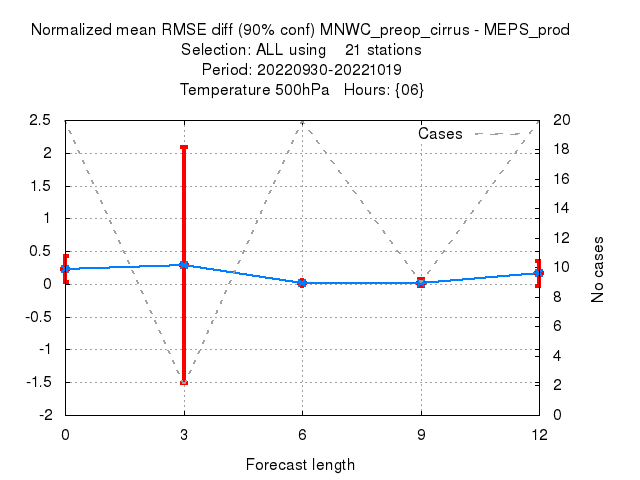 Normalized mean RMSE diff (90% conf) MNWC_preop_cirrus - MEPS_prod
Selection: ALL using 21 stations
Period: 20220930-20221019
Temperature 500hPa Hours: {06}
Cases
2.5
2
1.5
1
0.5
0
-0.5
-1
-1.5
-2
20
18
16
14
12
10
8
6
4
2
0
No cases
0 3 6 9 12
Forecast length